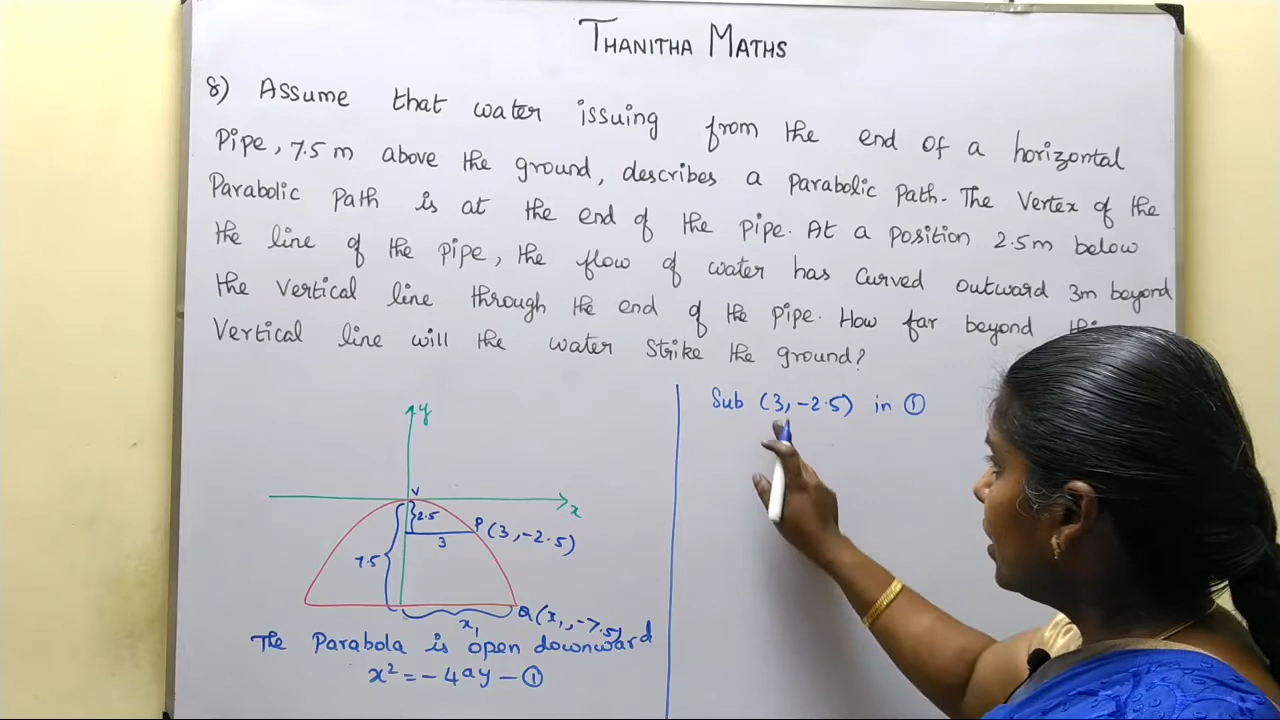 THANITHA MATHS
8) Assume that water issuing from the end of a horizontal
Pipe, 7.5 m above the ground, describes a parabolic path. The Vertex of the
Parabolic Path is at the end of the pipe. At a position 2.5m below
the line of the pipe, the flow of water has Curved outward 3m beyond
the vertical line through the end of the pipe. How far beyond
Vertical line will the water strike the ground?
y
V
x
2.5
P(3,-2.5)
3
7.5
Q(x₁,-7.5)
x₁
The Parabola is open downward
x² = -4ay - ①
Sub (3,-2.5) in ①